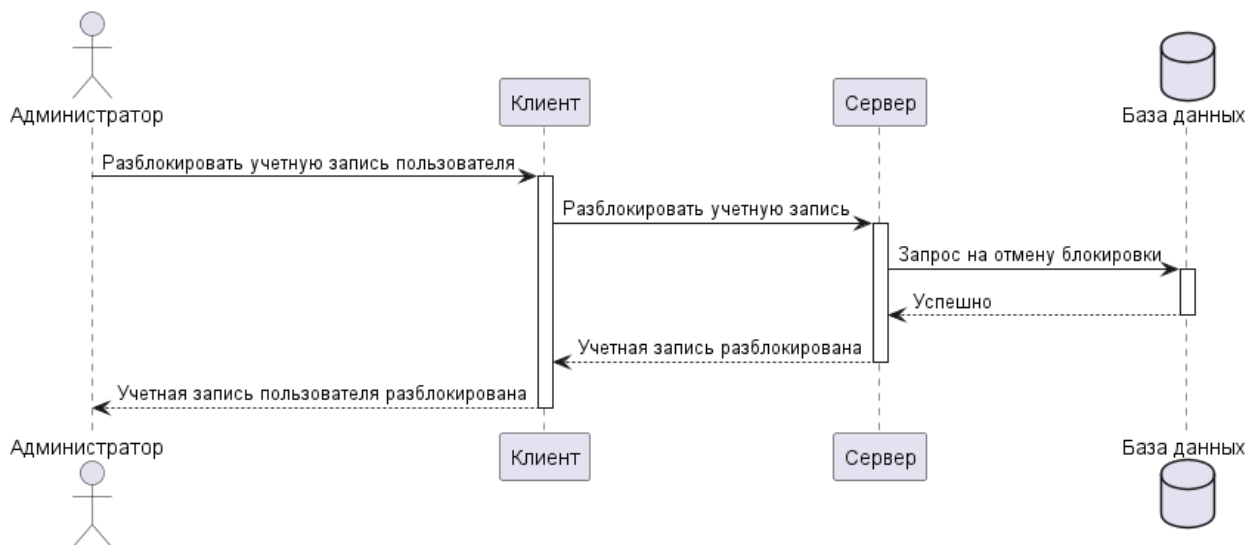 Администратор
Клиент
Сервер
База данных
Разблокировать учетную запись пользователя
Разблокировать учетную запись
Запрос на отмену блокировки
Успешно
Учетная запись разблокирована
Учетная запись пользователя разблокирована
Администратор
Клиент
Сервер
База данных